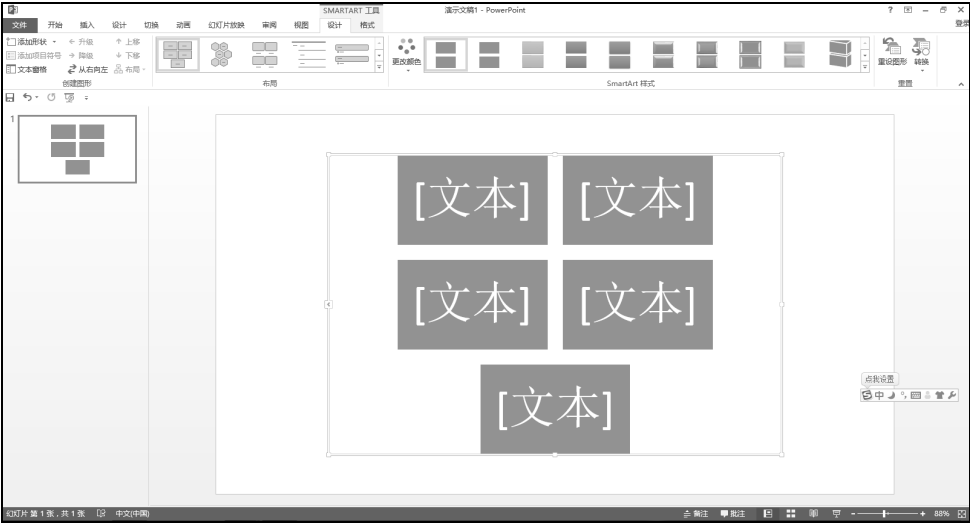 SMARTART 工具
演示文稿1 - PowerPoint
文件 开始 插入 设计 切换 动画 幻灯片放映 审阅 视图 设计 格式 登录
添加形状 升级 上移
添加项目符号 降级 下移
文本窗格 从右向左 布局
创建图形
布局
更改颜色
SmartArt 样式
重设图形 转换
重置
1
[文本] [文本]
[文本] [文本]
[文本]
点我设置
中
幻灯片 第 1 张，共 1 张 中文(中国) 备注 批注 88%